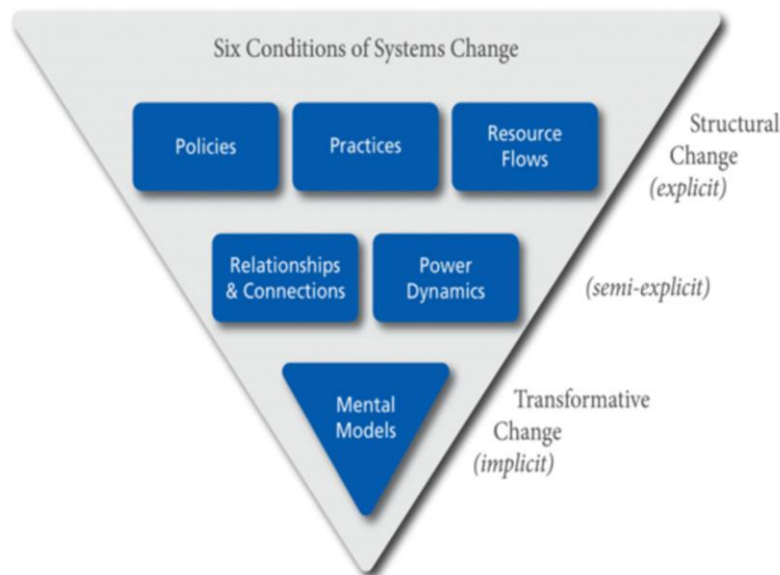 Six Conditions of Systems Change
Policies
Practices
Resource
Flows
Structural
Change
(explicit)
Relationships
& Connections
Power
Dynamics
(semi-explicit)
Mental
Models
Transformative
Change
(implicit)